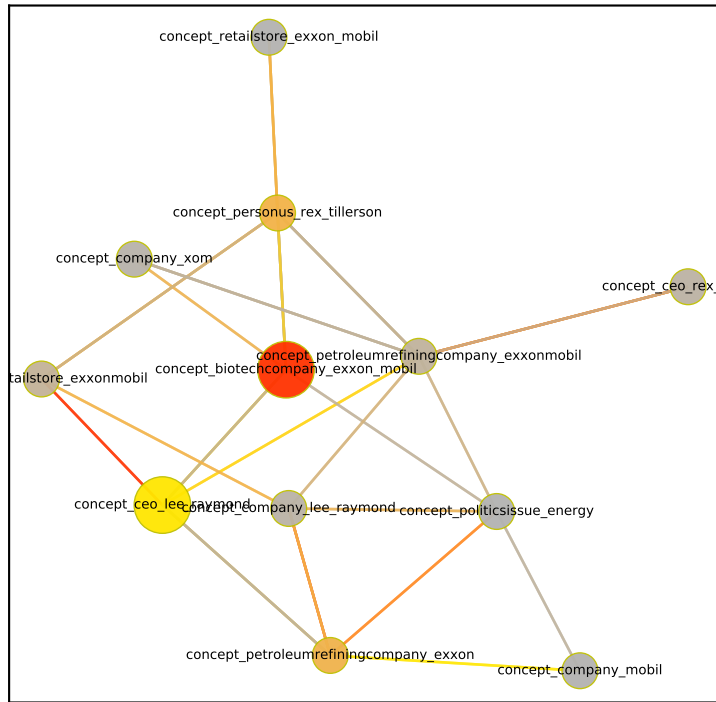 concept_retailstore_exxon_mobil
concept_personus_rex_tillerson
concept_company_xom
concept_ceo_rex_
concept_petroleumrefiningcompany_exxonmobil
concept_biotechcompany_exxon_mobil
tailstore_exxonmobil
concept_ceo_lee_raymond
concept_company_lee_raymond
concept_politicsissue_energy
concept_petroleumrefiningcompany_exxon
concept_company_mobil